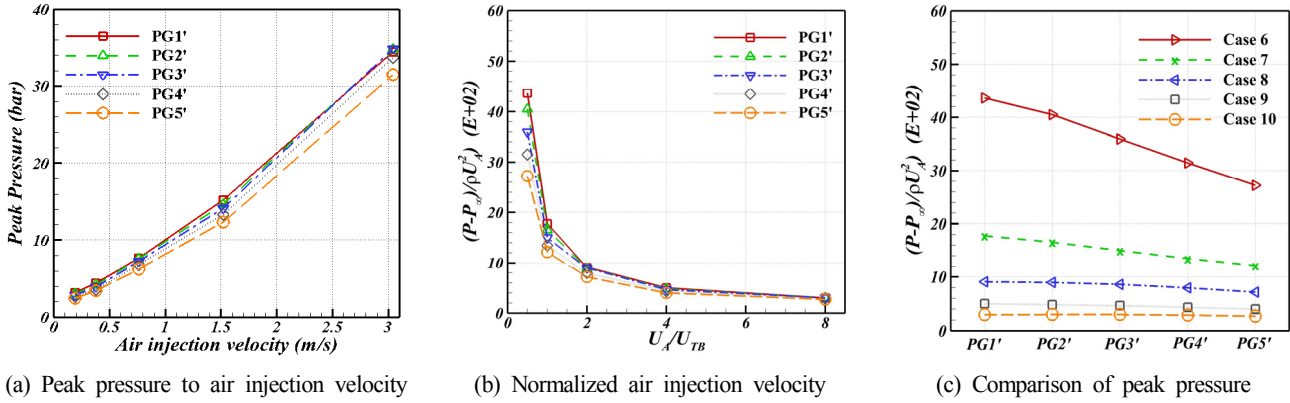 40
30
20
10
0
0
0.5
1
1.5
2
2.5
3
Peak Pressure (bar)
Air injection velocity (m/s)
PG1'
PG2'
PG3'
PG4'
PG5'
(a) Peak pressure to air injection velocity
60
50
40
30
20
10
0
0
2
4
6
8
(P-P∞)/ρU²A) (E+02)
UA/UTB
PG1'
PG2'
PG3'
PG4'
PG5'
(b) Normalized air injection velocity
60
50
40
30
20
10
0
PG1'
PG2'
PG3'
PG4'
PG5'
(P-P∞)/ρU²A) (E+02)
Case 6
Case 7
Case 8
Case 9
Case 10
(c) Comparison of peak pressure